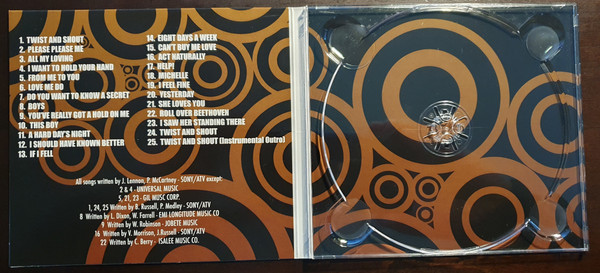 1. TWIST AND SHOUT
2. PLEASE PLEASE ME
3. ALL MY LOVING
4. I WANT TO HOLD YOUR HAND
5. FROM ME TO YOU
6. LOVE ME DO
7. DO YOU WANT TO KNOW A SECRET
8. BOYS
9. YOU'VE REALLY GOT A HOLD ON ME
10. THIS BOY
11. A HARD DAY'S NIGHT
12. I SHOULD HAVE KNOWN BETTER
13. IF I FELL
14. EIGHT DAYS A WEEK
15. CAN'T BUY ME LOVE
16. ACT NATURALLY
17. HELP!
18. MICHELLE
19. I FEEL FINE
20. YESTERDAY
21. SHE LOVES YOU
22. ROLL OVER BEETHOVEN
23. I SAW HER STANDING THERE
24. TWIST AND SHOUT
25. TWIST AND SHOUT (Instrumental Outro)
All songs written by J. Lennon, P. McCartney - SONY/ATV except:
2 & 4 - UNIVERSAL MUSIC
5, 21, 23 - GIL MUSC CORP.
1, 24, 25 Written by B. Russell, P. Medley - SONY/ATV
8 Written by L. Dixon, W. Farrell - EMI LONGITUDE MUSIC CO
9 Written by W. Robinson - JOBETE MUSIC
16 Written by V. Morrison, J.Russell - SONY/ATV
22 Written by C. Berry - ISALEE MUSIC CO.